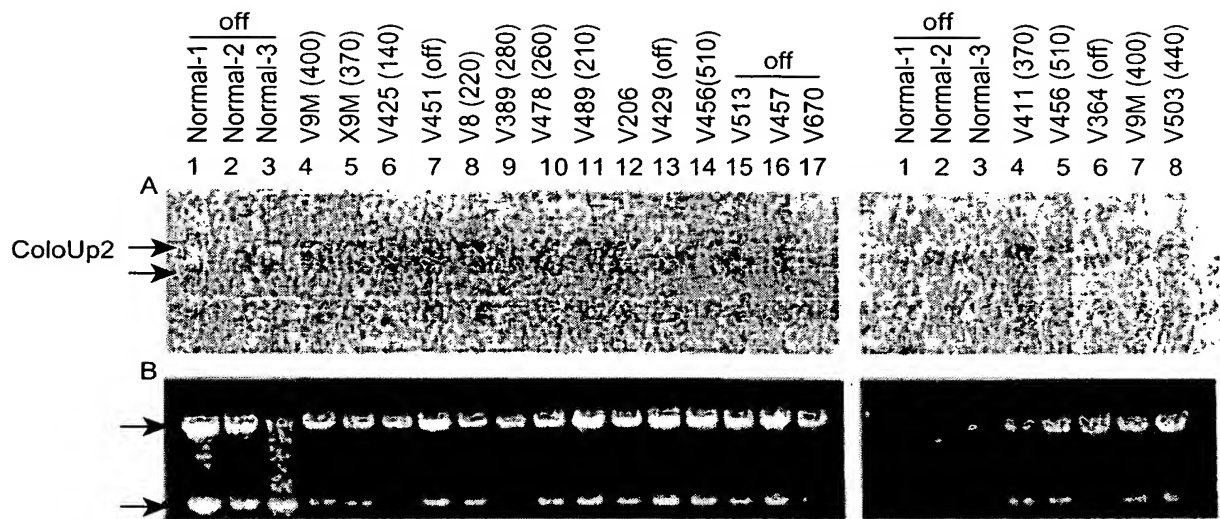 off
off
Normal-1
Normal-2
Normal-3
V9M (400)
X9M (370)
V425 (140)
V451 (off)
V8 (220)
V389 (280)
V478 (260)
V489 (210)
V206
V429 (off)
V456(510)
off
V513
V457
V670
Normal-1
Normal-2
Normal-3
V411 (370)
V456 (510)
V364 (off)
V9M (400)
V503 (440)
1 2 3 4 5 6 7 8 9 10 11 12 13 14 15 16 17
1 2 3 4 5 6 7 8
A
ColoUp2
B